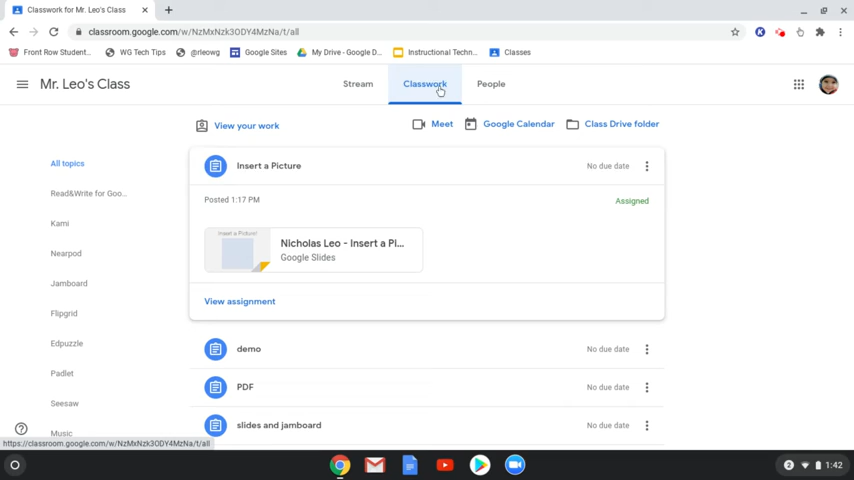 Classwork for Mr. Leo's Class
classroom.google.com/w/NzMxNzk3ODY4MzNa/t/all
Front Row Student...
WG Tech Tips
@rleowg
Google Sites
My Drive - Google D...
Instructional Techn...
Classes
Mr. Leo's Class
Stream
Classwork
People
View your work
Meet
Google Calendar
Class Drive folder
All topics
Read&Write for Goo...
Kami
Nearpod
Jamboard
Flipgrid
Edpuzzle
Padlet
Seesaw
Music
Insert a Picture
No due date
Posted 1:17 PM
Assigned
Insert a Picture!
Nicholas Leo - Insert a Pi...
Google Slides
View assignment
demo
No due date
PDF
No due date
slides and jamboard
No due date
https://classroom.google.com/w/NzMxNzk3ODY4MzNa/t/all
2
1:42